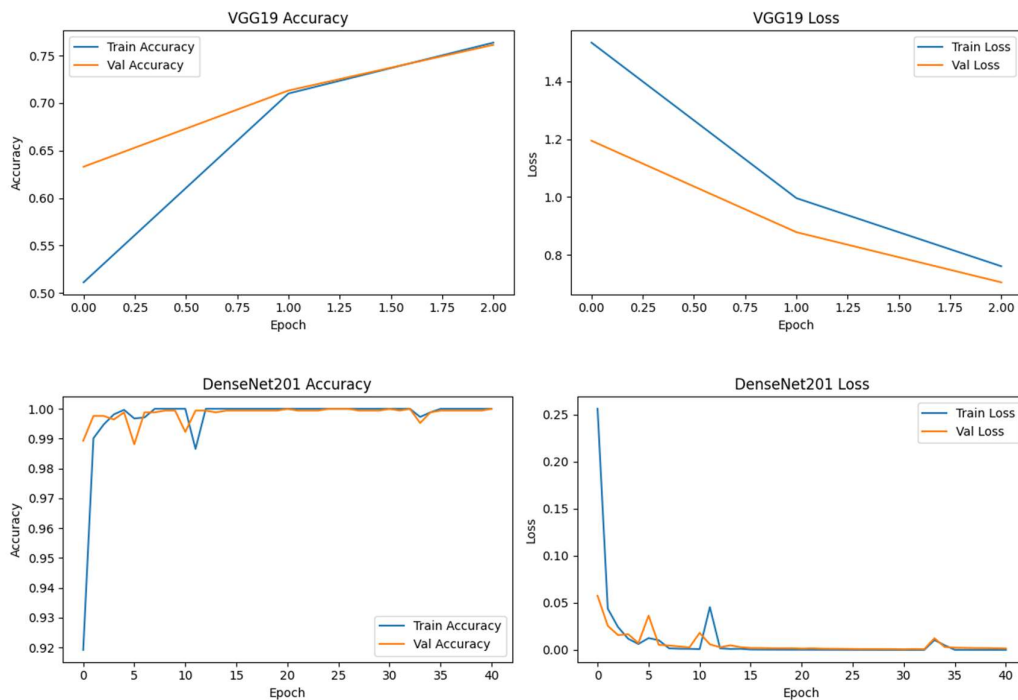 VGG19 Accuracy
Train Accuracy
Val Accuracy
0.75
0.70
0.65
0.60
0.55
0.50
Accuracy
0.00 0.25 0.50 0.75 1.00 1.25 1.50 1.75 2.00
Epoch
VGG19 Loss
Train Loss
Val Loss
1.4
1.2
1.0
0.8
Loss
0.00 0.25 0.50 0.75 1.00 1.25 1.50 1.75 2.00
Epoch
DenseNet201 Accuracy
1.00
0.99
0.98
0.97
0.96
0.95
0.94
0.93
0.92
Accuracy
Train Accuracy
Val Accuracy
0 5 10 15 20 25 30 35 40
Epoch
DenseNet201 Loss
Train Loss
Val Loss
0.25
0.20
0.15
0.10
0.05
0.00
Loss
0 5 10 15 20 25 30 35 40
Epoch